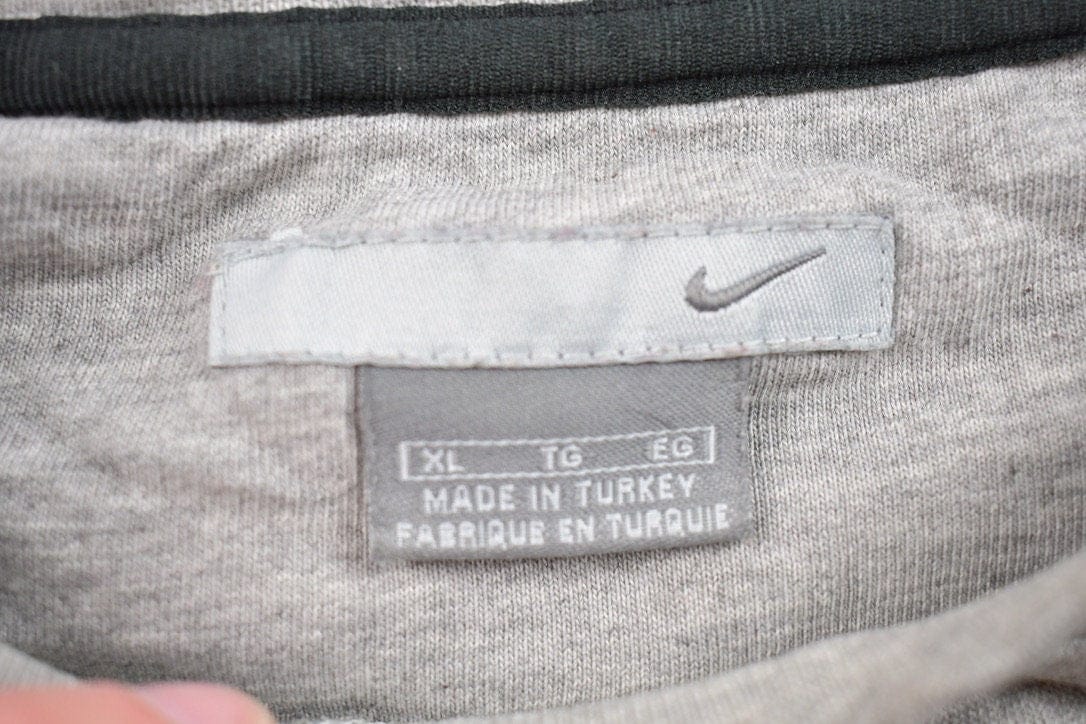 XL TG EG
MADE IN TURKEY
FABRIQUE EN TURQUIE